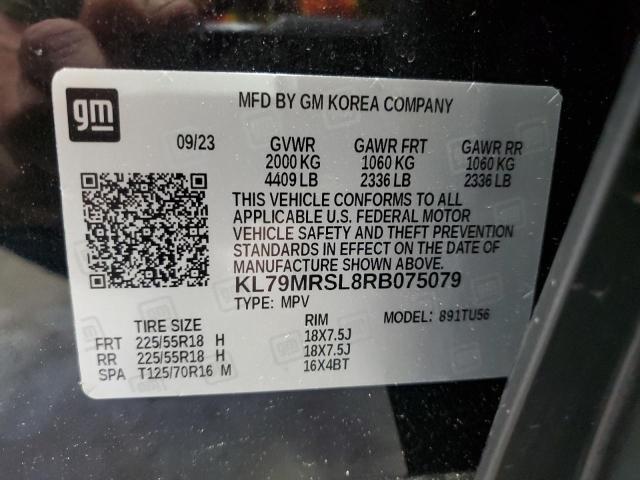 gm
MFD BY GM KOREA COMPANY
09/23 GVWR GAWR FRT GAWR RR
2000 KG 1060 KG 1060 KG
4409 LB 2336 LB 2336 LB
THIS VEHICLE CONFORMS TO ALL
APPLICABLE U.S. FEDERAL MOTOR
VEHICLE SAFETY AND THEFT PREVENTION
STANDARDS IN EFFECT ON THE DATE OF
MANUFACTURE SHOWN ABOVE.
KL79MRSL8RB075079
TYPE: MPV MODEL: 891TU56
TIRE SIZE RIM
FRT 225/55R18 H 18X7.5J
RR 225/55R18 H 18X7.5J
SPA T125/70R16 M 16X4BT